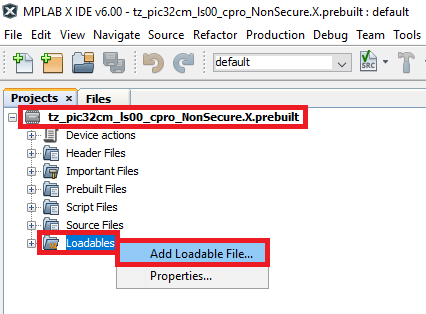 MPLAB X IDE v6.00 - tz_pic32cm_ls00_cpro_NonSecure.X.prebuilt : default
File Edit View Navigate Source Refactor Production Debug Team Tools
default
SRC
Projects × Files
tz_pic32cm_ls00_cpro_NonSecure.X.prebuilt
Device actions
Header Files
Important Files
Prebuilt Files
Script Files
Source Files
Loadables
Add Loadable File...
Properties...